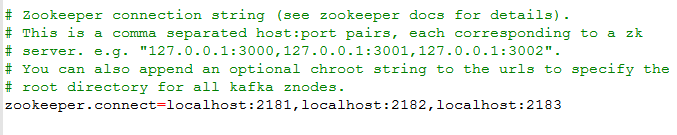 # Zookeeper connection string (see zookeeper docs for details).
# This is a comma separated host:port pairs, each corresponding to a zk
# server. e.g. "127.0.0.1:3000,127.0.0.1:3001,127.0.0.1:3002".
# You can also append an optional chroot string to the urls to specify the
# root directory for all kafka znodes.
zookeeper.connect=localhost:2181,localhost:2182,localhost:2183